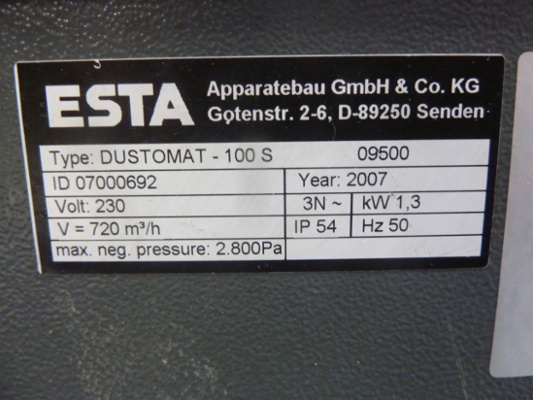 ESTA Apparatebau GmbH & Co. KG
Gotenstr. 2-6, D-89250 Senden
Type: DUSTOMAT - 100 S 09500
ID 07000692 Year: 2007
Volt: 230 3N ~ kW 1,3
V = 720 m³/h IP 54 Hz 50
max. neg. pressure: 2.800Pa